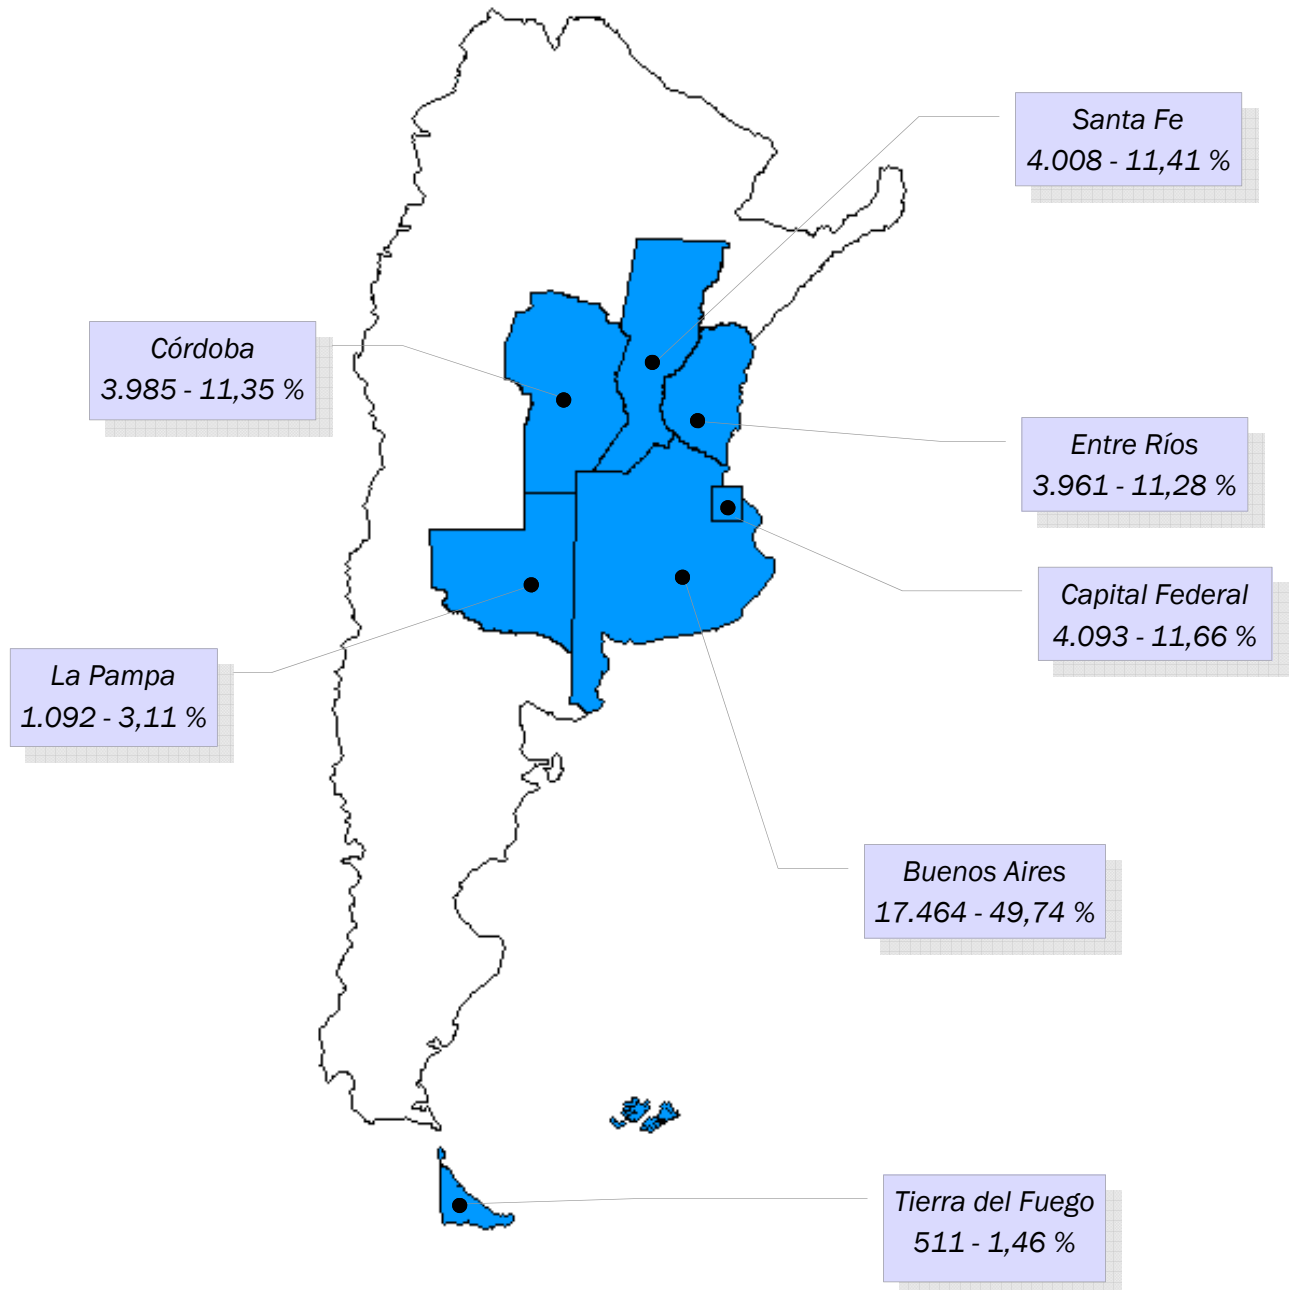 Santa Fe
4.008 - 11,41 %
Córdoba
3.985 - 11,35 %
Entre Ríos
3.961 - 11,28 %
Capital Federal
4.093 - 11,66 %
La Pampa
1.092 - 3,11 %
Buenos Aires
17.464 - 49,74 %
Tierra del Fuego
511 - 1,46 %